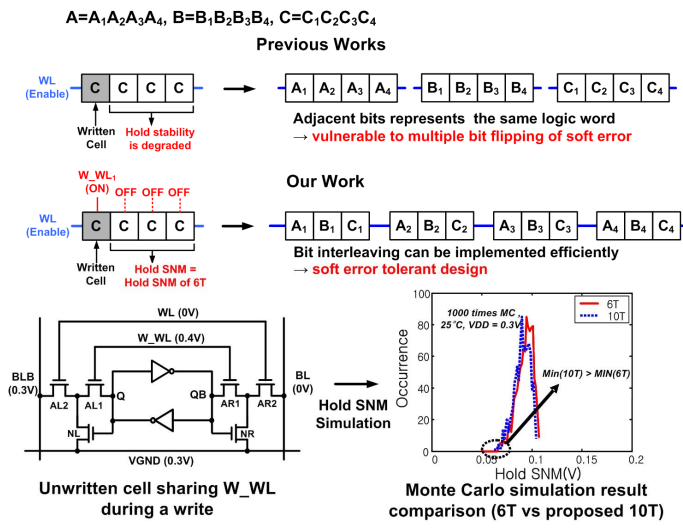 A=A1A2A3A4, B=B1B2B3B4, C=C1C2C3C4
Previous Works
WL
(Enable)
C C C C
A1 A2 A3 A4 B1 B2 B3 B4 C1 C2 C3 C4
Written
Cell
Hold stability
is degraded
Adjacent bits represents the same logic word
→ vulnerable to multiple bit flipping of soft error
Our Work
W_WL1
(ON)
OFF OFF OFF
WL
(Enable)
C C C C
A1 B1 C1 A2 B2 C2 A3 B3 C3 A4 B4 C4
Written
Cell
Hold SNM =
Hold SNM of 6T
Bit interleaving can be implemented efficiently
→ soft error tolerant design
WL (0V)
W_WL (0.4V)
BLB
(0.3V)
BL
(0V)
AL2 AL1 Q QB AR1 AR2
NL NR
VGND (0.3V)
Unwritten cell sharing W_WL
during a write
Hold SNM
Simulation
100
80
60
40
20
0
Occurrence
1000 times MC
25°C, VDD = 0.3V
6T
10T
Min(10T) > MIN(6T)
0 0.05 0.1 0.15 0.2
Hold SNM(V)
Monte Carlo simulation result
comparison (6T vs proposed 10T)